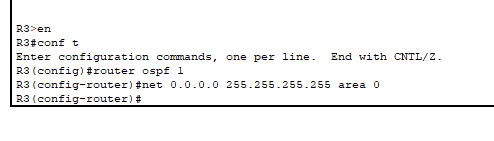 R3>en
R3#conf t
Enter configuration commands, one per line.  End with CNTL/Z.
R3(config)#router ospf 1
R3(config-router)#net 0.0.0.0 255.255.255.255 area 0
R3(config-router)#